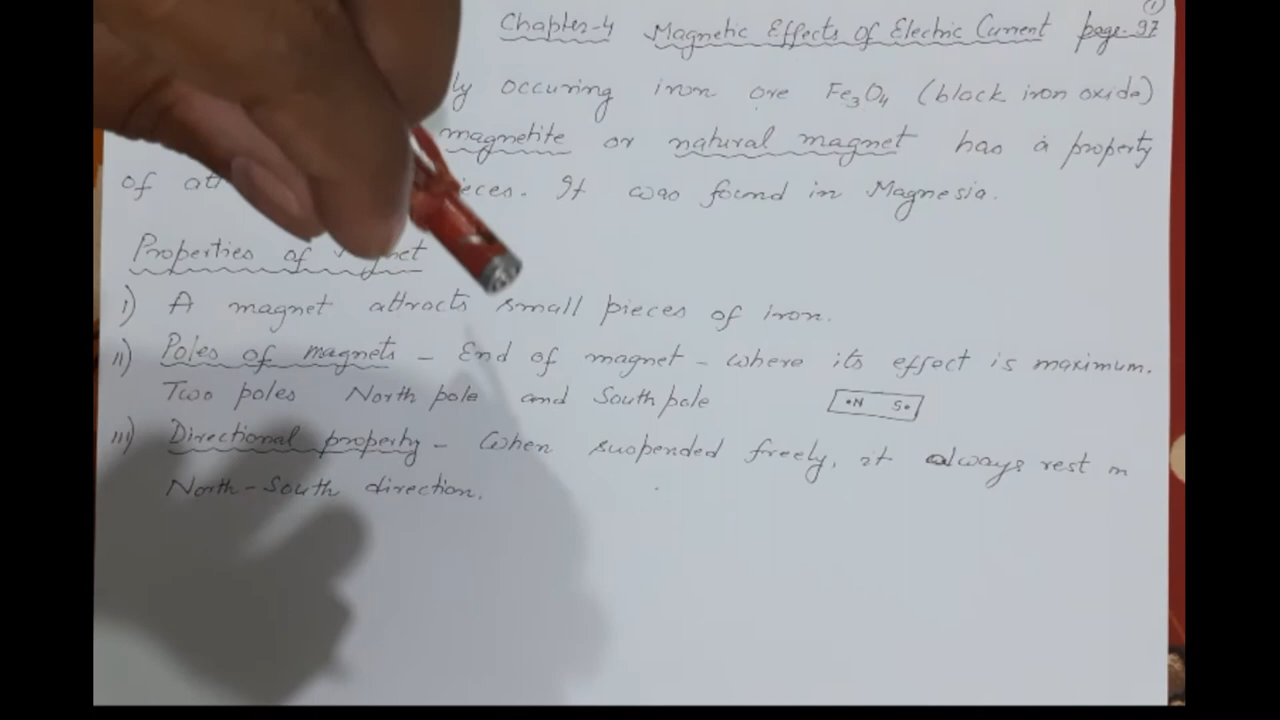 (1)
Chapter-4 Magnetic Effects of Electric Current page-97
ly occuring iron ore Fe3O4 (black iron oxide)
magnetite or natural magnet has a property
of att ieces. It was found in Magnesia.
Properties of net
i) A magnet attracts small pieces of iron.
ii) Poles of magnets - End of magnet - where its effect is maximum.
Two poles North pole and South pole •N S•
iii) Directional property - When suspended freely, it always rest in
North-South direction.